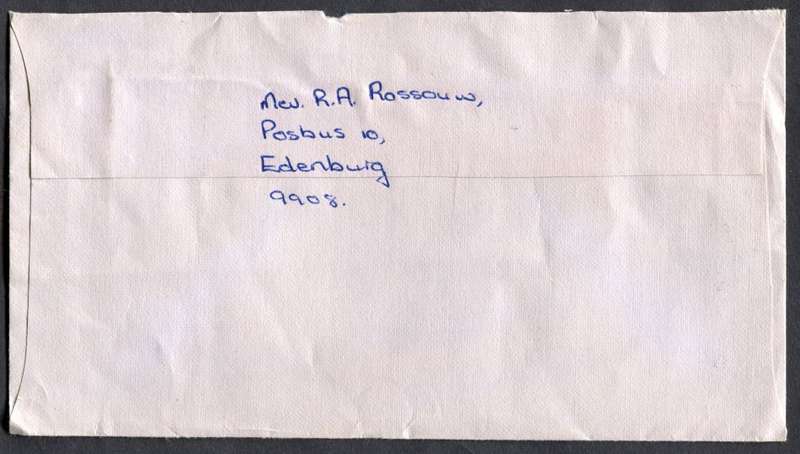 Mev. R.A. Rossouw,
Posbus 10,
Edenburg
9908.